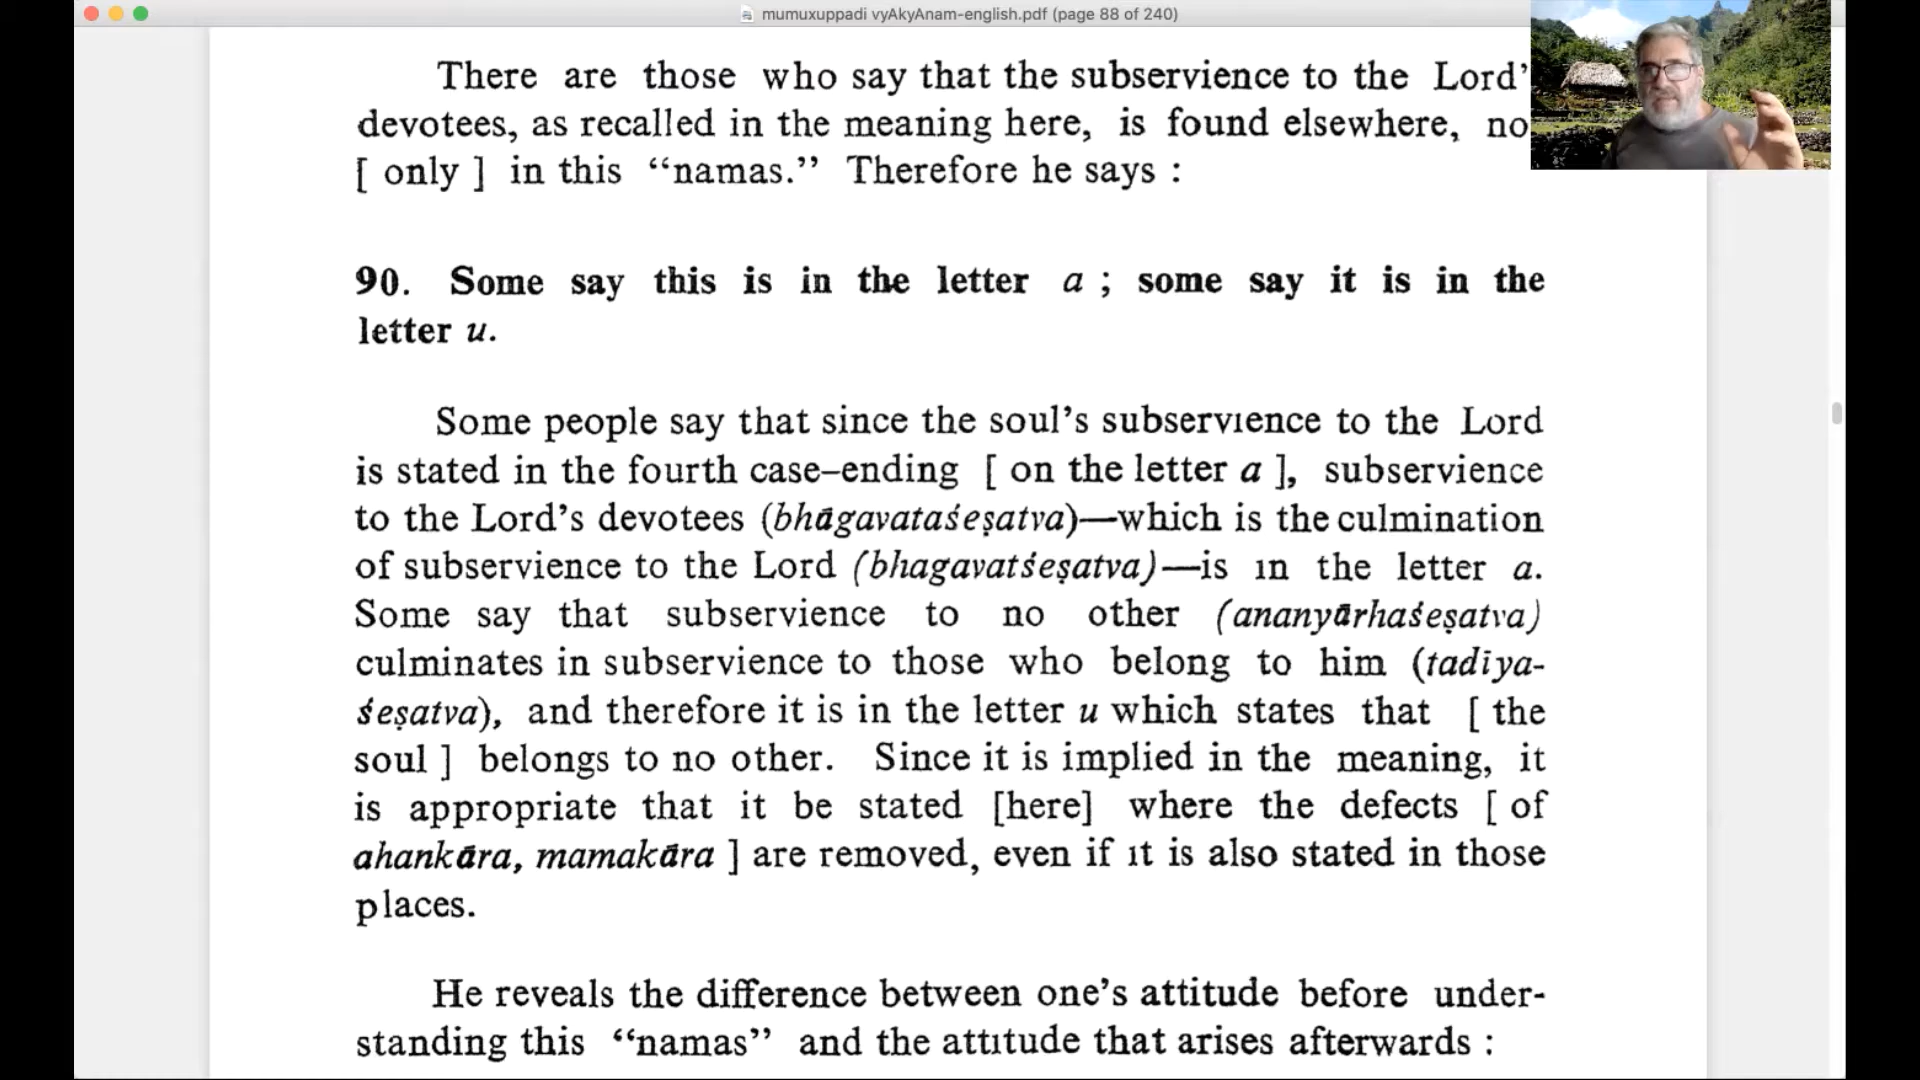 mumuxuppadi vyAkyAnam-english.pdf (page 88 of 240)
There are those who say that the subservience to the Lord'
devotees, as recalled in the meaning here, is found elsewhere, no
[ only ] in this “namas.” Therefore he says :
90. Some say this is in the letter a ; some say it is in the
letter u.
Some people say that since the soul's subservience to the Lord
is stated in the fourth case–ending [ on the letter a ], subservience
to the Lord's devotees (bhāgavataśeṣatva)—which is the culmination
of subservience to the Lord (bhagavatśeṣatva)—is in the letter a.
Some say that subservience to no other (ananyārhaśeṣatva)
culminates in subservience to those who belong to him (tadīya-
śeṣatva), and therefore it is in the letter u which states that [ the
soul ] belongs to no other. Since it is implied in the meaning, it
is appropriate that it be stated [here] where the defects [ of
ahankāra, mamakāra ] are removed, even if it is also stated in those
places.
He reveals the difference between one's attitude before under-
standing this “namas” and the attitude that arises afterwards :